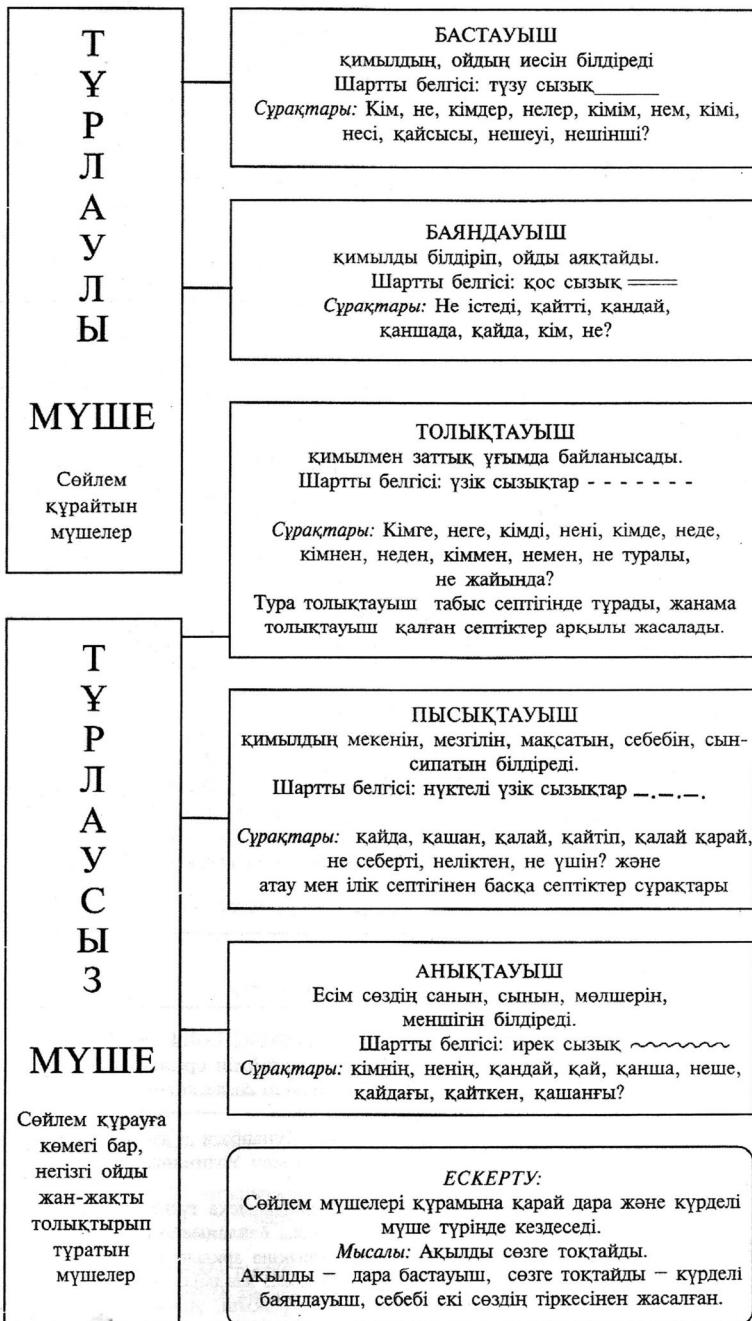 ТҰРЛАУЛЫ
МҮШЕ
Сөйлем
құрайтын
мүшелер
БАСТАУЫШ
қимылдың, ойдың иесін білдіреді
Шартты белгісі: түзу сызық______
Сұрақтары: Кім, не, кімдер, нелер, кімім, нем, кімі,
несі, қайсысы, нешеуі, нешінші?
БАЯНДАУЫШ
қимылды білдіріп, ойды аяқтайды.
Шартты белгісі: қос сызық ====
Сұрақтары: Не істеді, қайтті, қандай,
қаншада, қайда, кім, не?
ТОЛЫҚТАУЫШ
қимылмен заттық ұғымда байланысады.
Шартты белгісі: үзік сызықтар - - - - - - -
Сұрақтары: Кімге, неге, кімді, нені, кімде, неде,
кімнен, неден, кіммен, немен, не туралы,
не жайында?
Тура толықтауыш табыс септігінде тұрады, жанама
толықтауыш қалған септіктер арқылы жасалады.
ТҰРЛАУСЫЗ
МҮШЕ
Сөйлем құрауға
көмегі бар,
негізгі ойды
жан-жақты
толықтырып
тұратын
мүшелер
ПЫСЫҚТАУЫШ
қимылдың мекенін, мезгілін, мақсатын, себебін, сын-
сипатын білдіреді.
Шартты белгісі: нүктелі үзік сызықтар _._._.
Сұрақтары: қайда, қашан, қалай, қайтіп, қалай қарай,
не себерті, неліктен, не үшін? және
атау мен ілік септігінен басқа септіктер сұрақтары
АНЫҚТАУЫШ
Есім сөздің санын, сынын, мөлшерін,
меншігін білдіреді.
Шартты белгісі: ирек сызық ~~~~~~
Сұрақтары: кімнің, ненің, қандай, қай, қанша, неше,
қайдағы, қайткен, қашанғы?
ЕСКЕРТУ:
Сөйлем мүшелері құрамына қарай дара және күрделі
мүше түрінде кездеседі.
Мысалы: Ақылды сөзге тоқтайды.
Ақылды – дара бастауыш, сөзге тоқтайды – күрделі
баяндауыш, себебі екі сөздің тіркесінен жасалған.